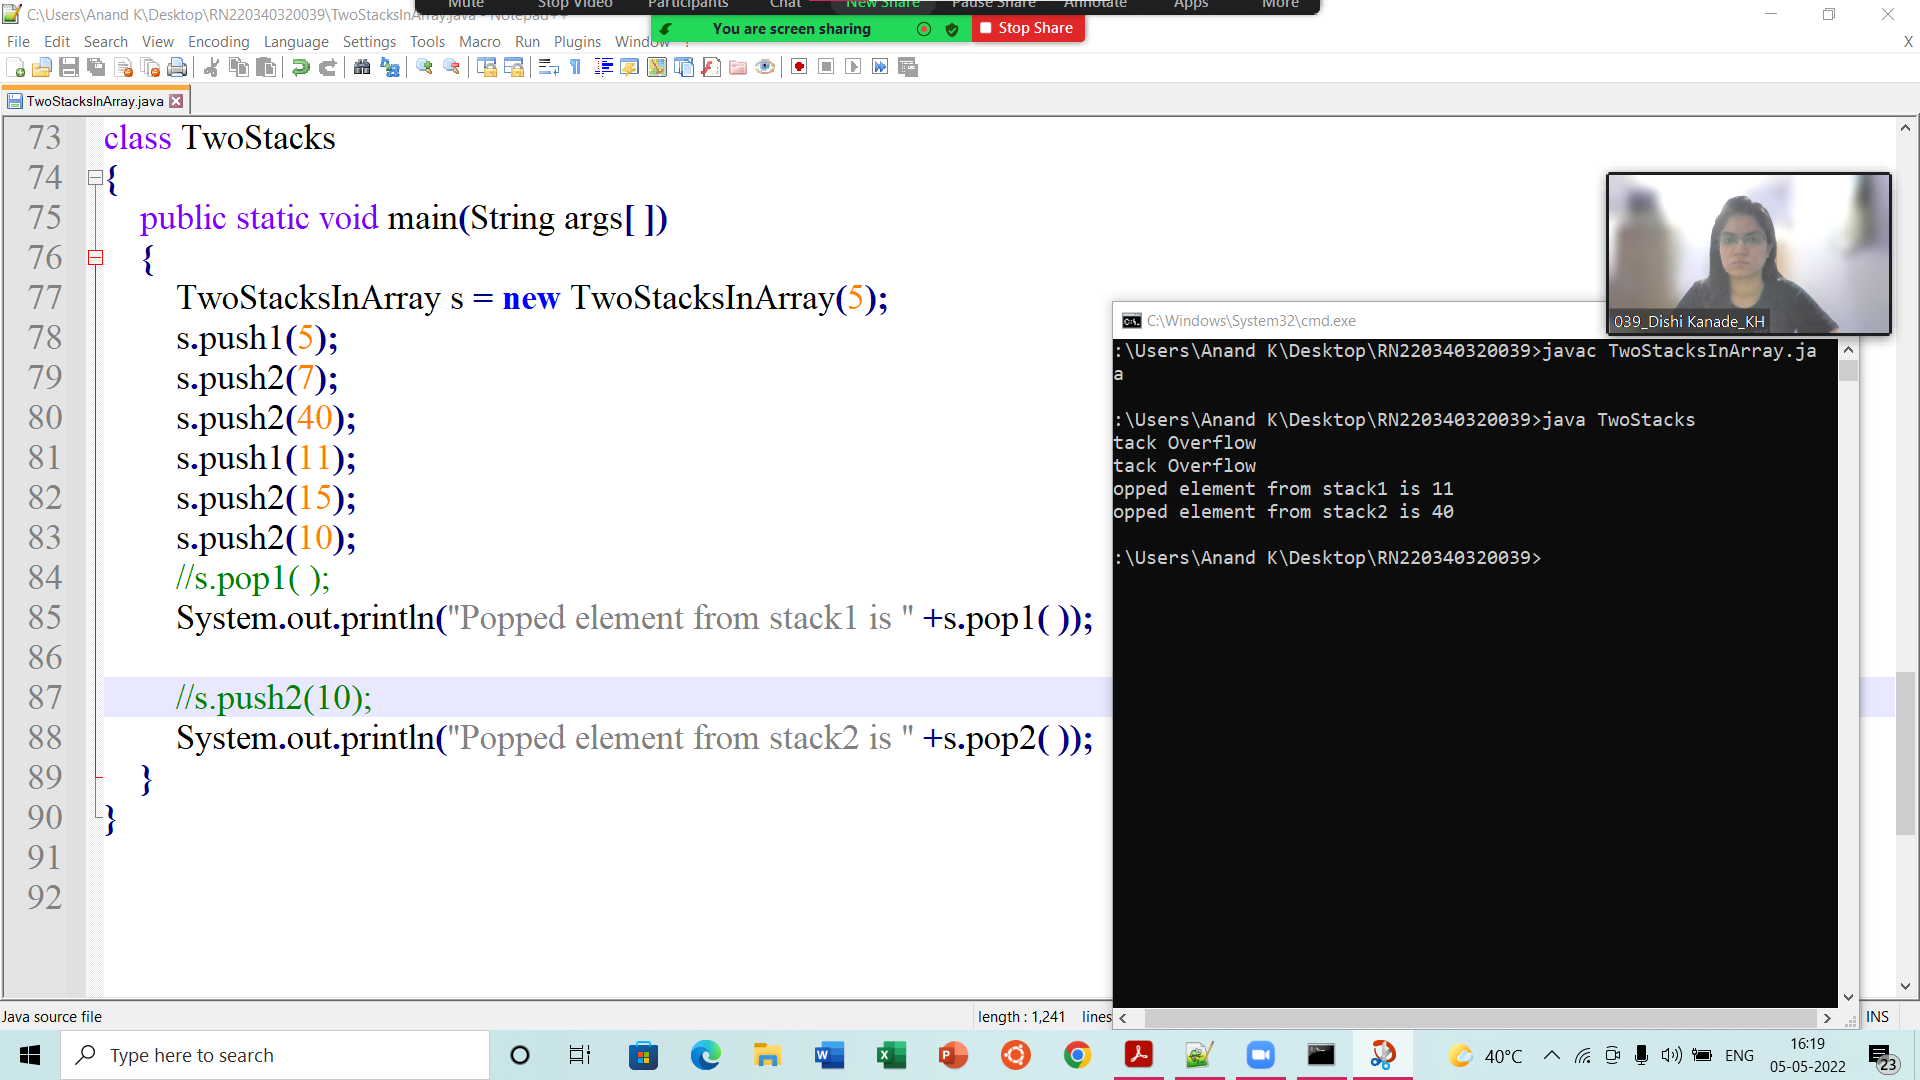 Mute Stop Video Participants Chat New Share Pause Share Annotate Apps More
C:\Users\Anand K\Desktop\RN220340320039\TwoStacksInArray.java - Notepad++
You are screen sharing Stop Share
File Edit Search View Encoding Language Settings Tools Macro Run Plugins Window ? X
TwoStacksInArray.java
73 class TwoStacks
74 {
75 public static void main(String args[ ])
76 {
77 TwoStacksInArray s = new TwoStacksInArray(5);
78 s.push1(5);
79 s.push2(7);
80 s.push2(40);
81 s.push1(11);
82 s.push2(15);
83 s.push2(10);
84 //s.pop1( );
85 System.out.println("Popped element from stack1 is " +s.pop1( ));
86
87 //s.push2(10);
88 System.out.println("Popped element from stack2 is " +s.pop2( ));
89 }
90 }
91
92
039_Dishi Kanade_KH
C:\Windows\System32\cmd.exe
:\Users\Anand K\Desktop\RN220340320039>javac TwoStacksInArray.ja
a
:\Users\Anand K\Desktop\RN220340320039>java TwoStacks
tack Overflow
tack Overflow
opped element from stack1 is 11
opped element from stack2 is 40
:\Users\Anand K\Desktop\RN220340320039>
Java source file length : 1,241 lines INS
Type here to search
40°C ENG 16:19
05-05-2022
23